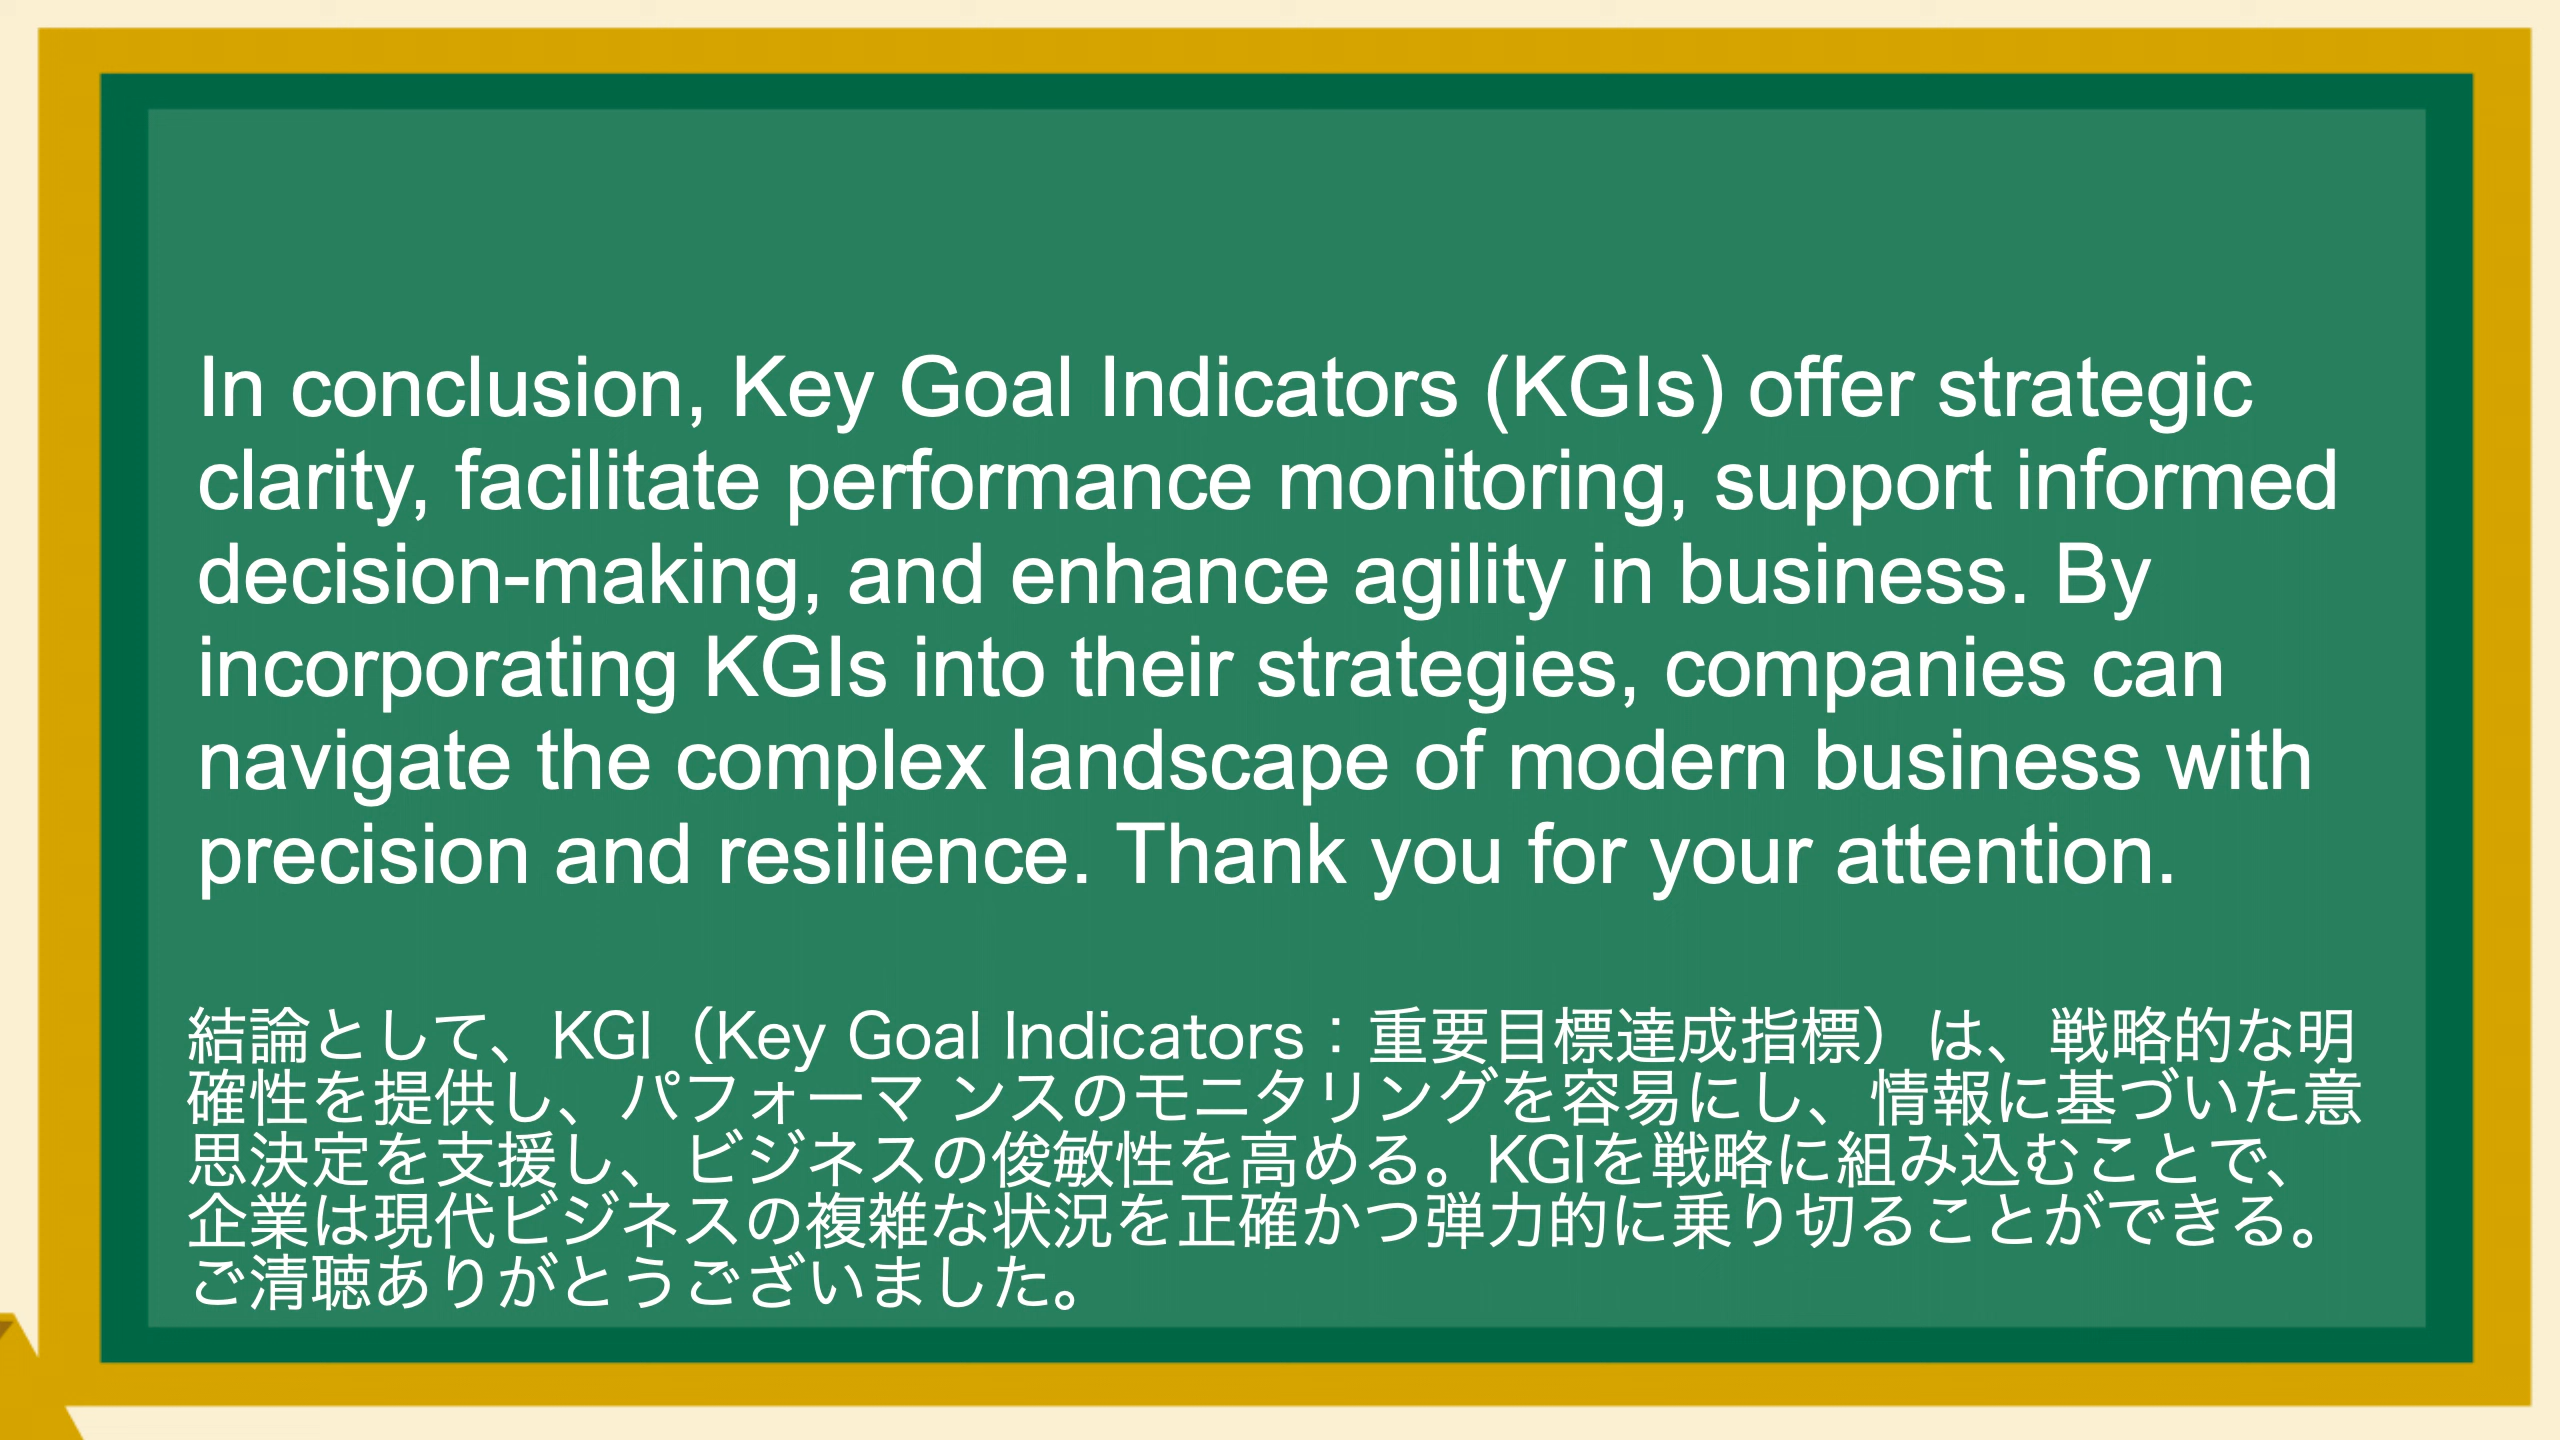 In conclusion, Key Goal Indicators (KGIs) offer strategic
clarity, facilitate performance monitoring, support informed
decision-making, and enhance agility in business. By
incorporating KGIs into their strategies, companies can
navigate the complex landscape of modern business with
precision and resilience. Thank you for your attention.
結論として、KGI（Key Goal Indicators：重要目標達成指標）は、戦略的な明
確性を提供し、パフォーマ ンスのモニタリングを容易にし、情報に基づいた意
思決定を支援し、ビジネスの俊敏性を高める。KGIを戦略に組み込むことで、
企業は現代ビジネスの複雑な状況を正確かつ弾力的に乗り切ることができる。
ご清聴ありがとうございました。